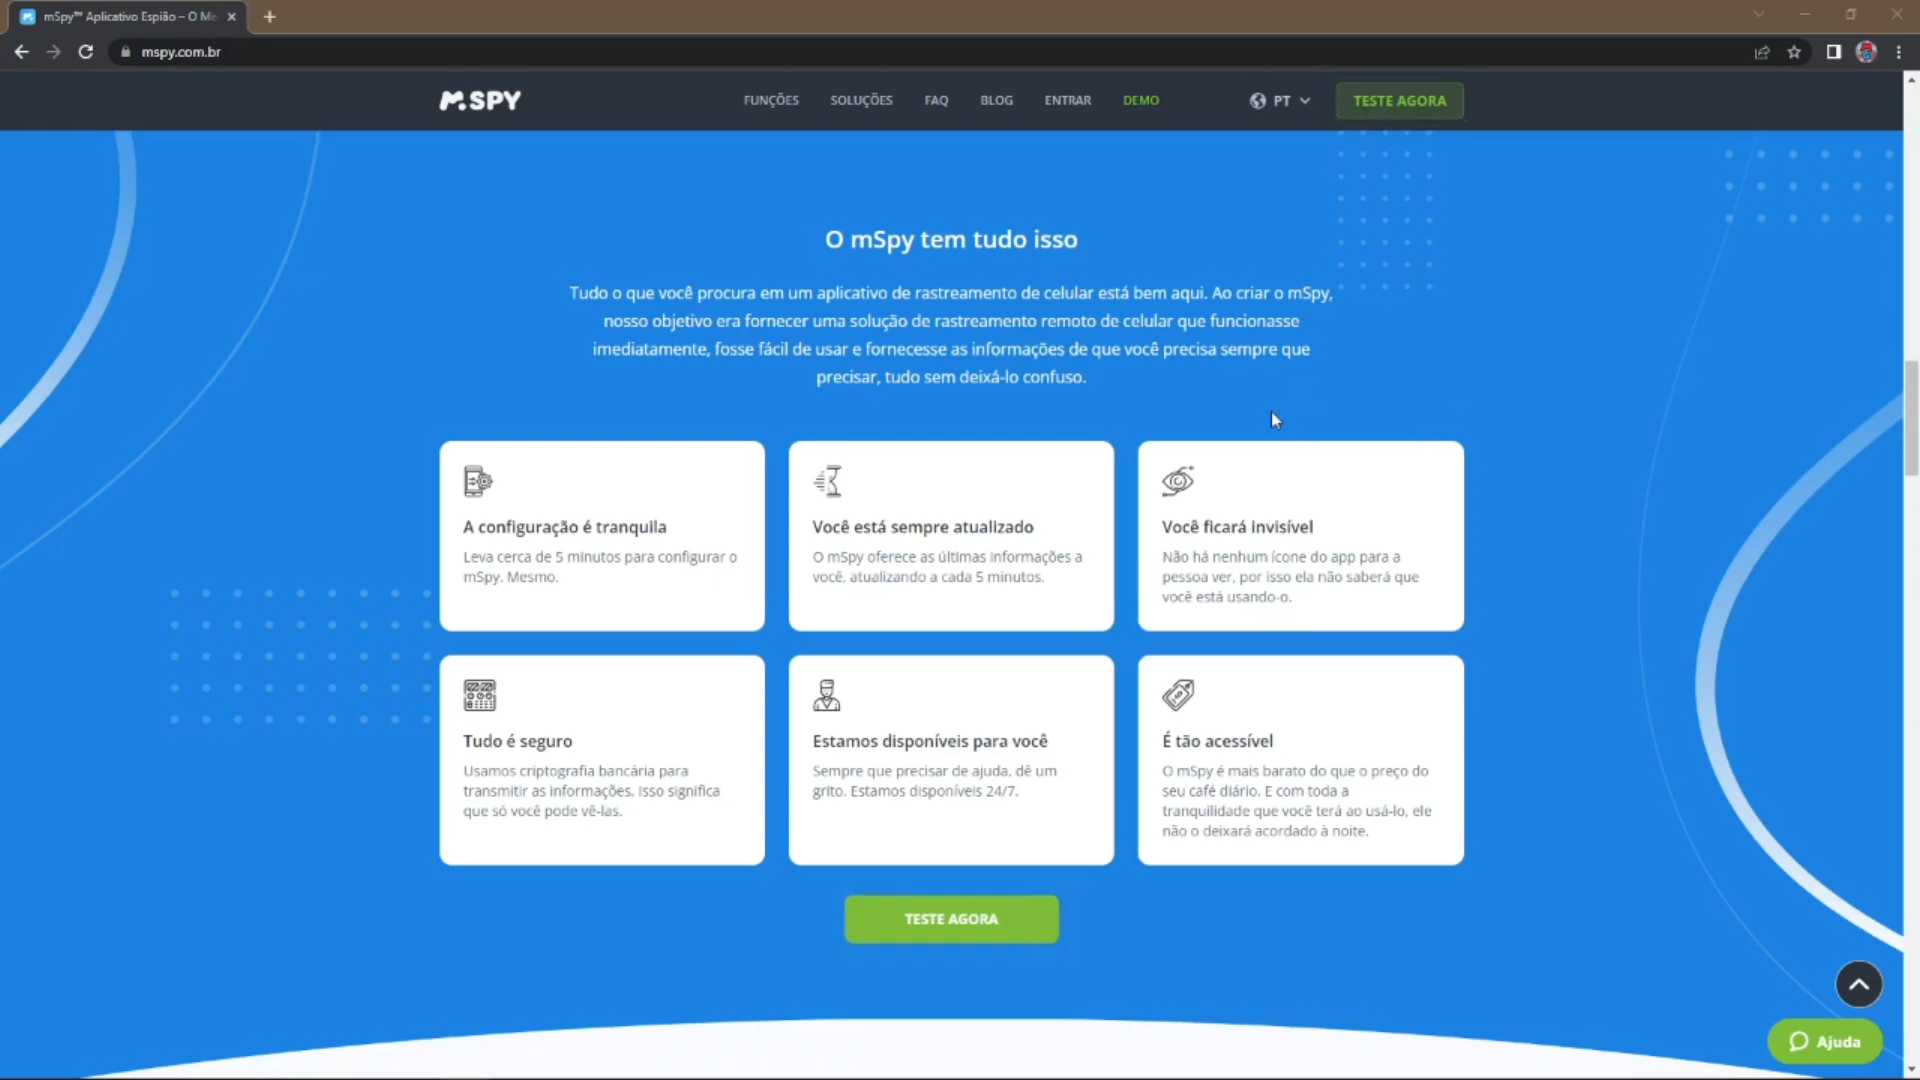 mSpy™ Aplicativo Espião – O Me
mspy.com.br
mSPY
FUNÇÕES
SOLUÇÕES
FAQ
BLOG
ENTRAR
DEMO
PT
TESTE AGORA
O mSpy tem tudo isso
Tudo o que você procura em um aplicativo de rastreamento de celular está bem aqui. Ao criar o mSpy,
nosso objetivo era fornecer uma solução de rastreamento remoto de celular que funcionasse
imediatamente, fosse fácil de usar e fornecesse as informações de que você precisa sempre que
precisar, tudo sem deixá-lo confuso.
A configuração é tranquila
Leva cerca de 5 minutos para configurar o
mSpy. Mesmo.
Você está sempre atualizado
O mSpy oferece as últimas informações a
você, atualizando a cada 5 minutos.
Você ficará invisível
Não há nenhum ícone do app para a
pessoa ver, por isso ela não saberá que
você está usando-o.
Tudo é seguro
Usamos criptografia bancária para
transmitir as informações. Isso significa
que só você pode vê-las.
Estamos disponíveis para você
Sempre que precisar de ajuda, dê um
grito. Estamos disponíveis 24/7.
É tão acessível
O mSpy é mais barato do que o preço do
seu café diário. E com toda a
tranquilidade que você terá ao usá-lo, ele
não o deixará acordado à noite.
TESTE AGORA
Ajuda